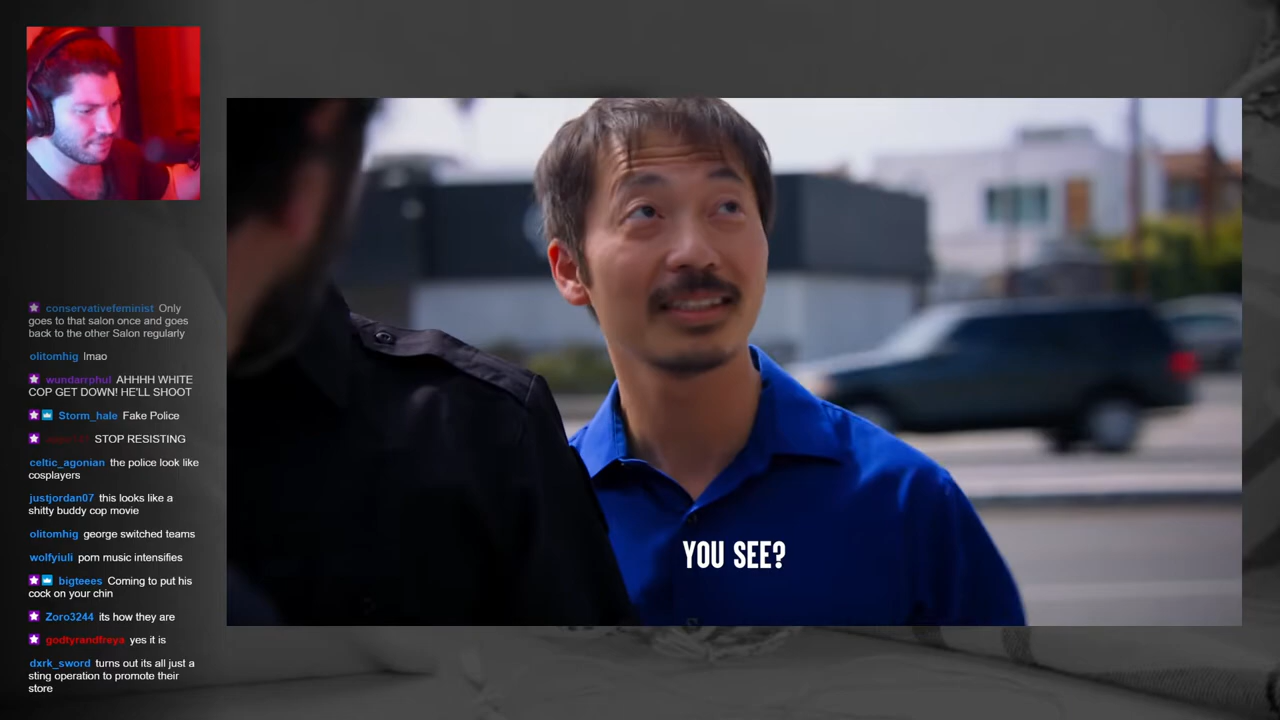 conservativefeminist Only
goes to that salon once and goes
back to the other Salon regularly
olitomhig lmao
wundarrphul AHHHH WHITE
COP GET DOWN! HE'LL SHOOT
Storm_hale Fake Police
STOP RESISTING
celtic_agonian the police look like
cosplayers
justjordan07 this looks like a
shitty buddy cop movie
olitomhig george switched teams
wolfyiuli porn music intensifies
bigteees Coming to put his
cock on your chin
Zoro3244 its how they are
godtyrandfreya yes it is
dxrk_sword turns out its all just a
sting operation to promote their
store
YOU SEE?